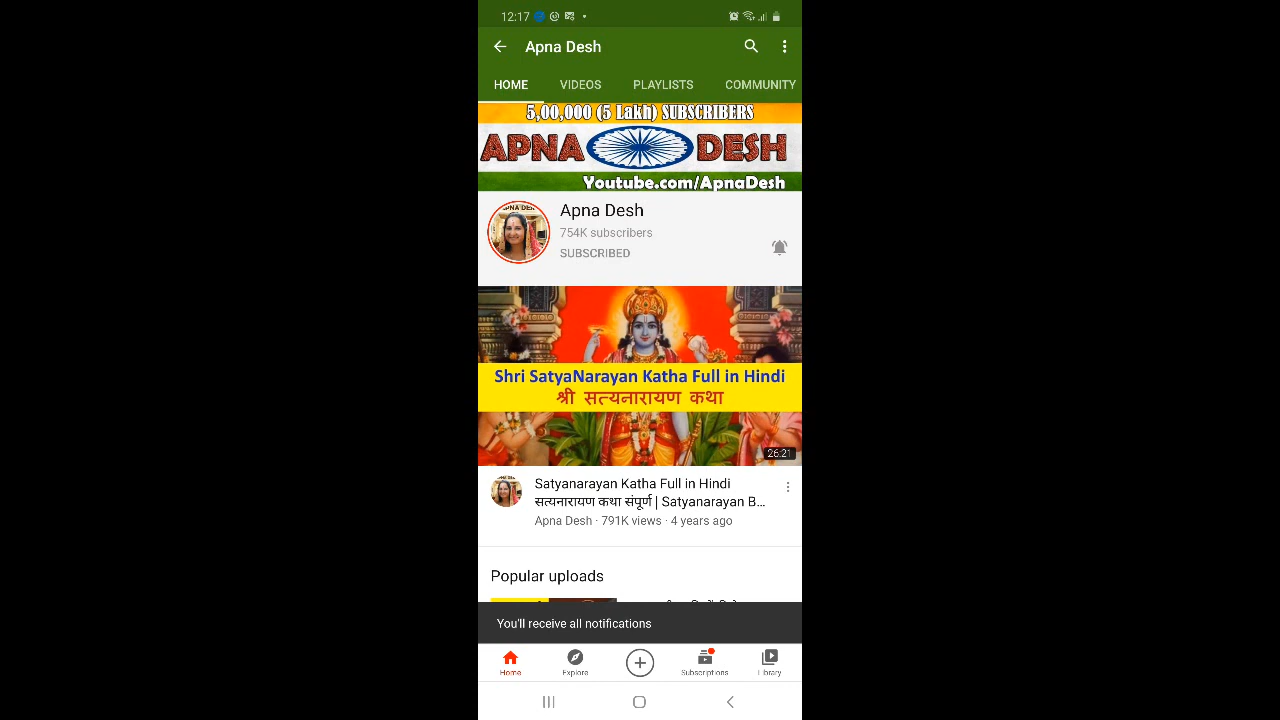 12:17
Apna Desh
HOME VIDEOS PLAYLISTS COMMUNITY
5,00,000 (5 Lakh) SUBSCRIBERS
APNA DESH
Youtube.com/ApnaDesh
Apna Desh
754K subscribers
SUBSCRIBED
Shri SatyaNarayan Katha Full in Hindi
श्री सत्यनारायण कथा
26:21
Satyanarayan Katha Full in Hindi
सत्यनारायण कथा संपूर्ण | Satyanarayan B...
Apna Desh · 791K views · 4 years ago
Popular uploads
You'll receive all notifications
Home Explore Subscriptions Library